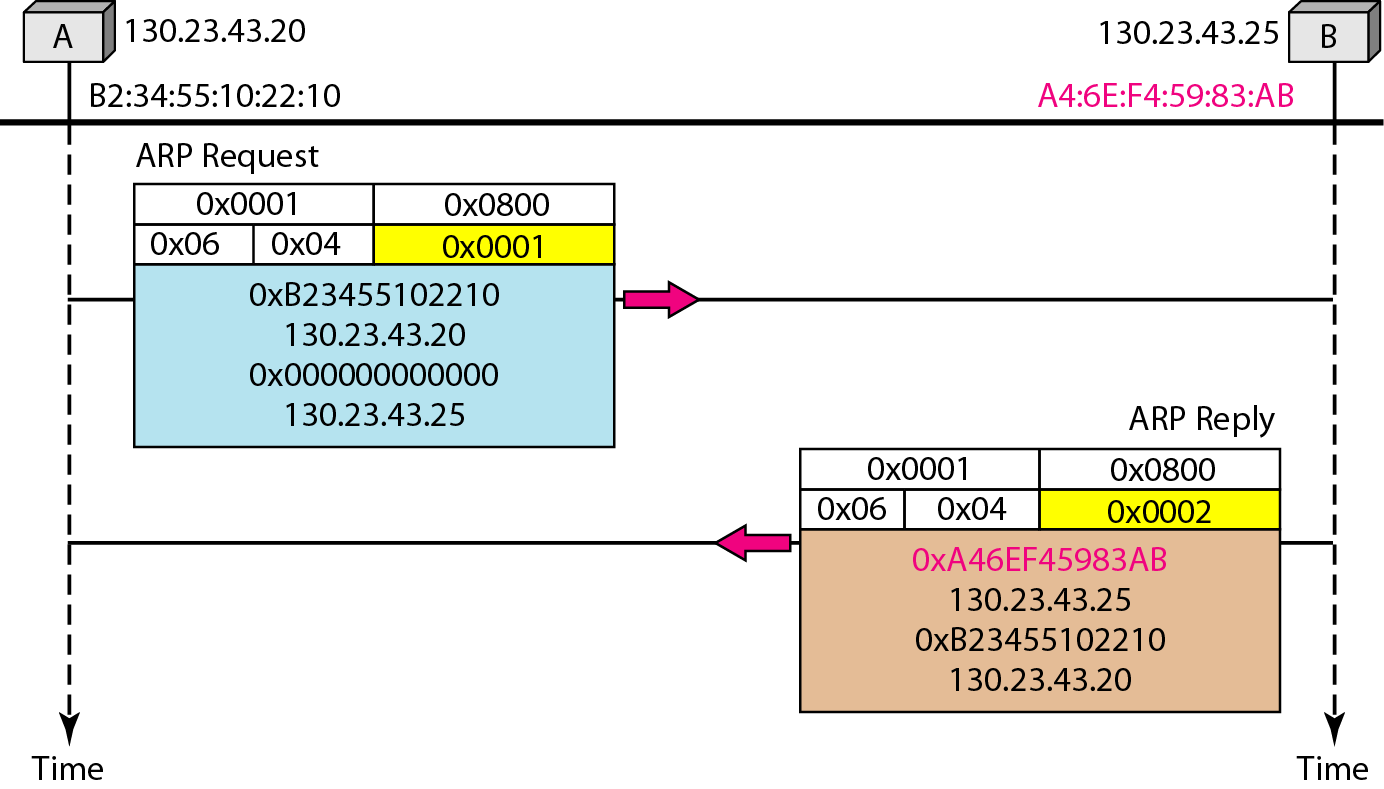 A 130.23.43.20 130.23.43.25 B
B2:34:55:10:22:10 A4:6E:F4:59:83:AB
ARP Request
0x0001 0x0800
0x06 0x04 0x0001
0xB23455102210
130.23.43.20
0x000000000000
130.23.43.25
ARP Reply
0x0001 0x0800
0x06 0x04 0x0002
0xA46EF45983AB
130.23.43.25
0xB23455102210
130.23.43.20
Time Time